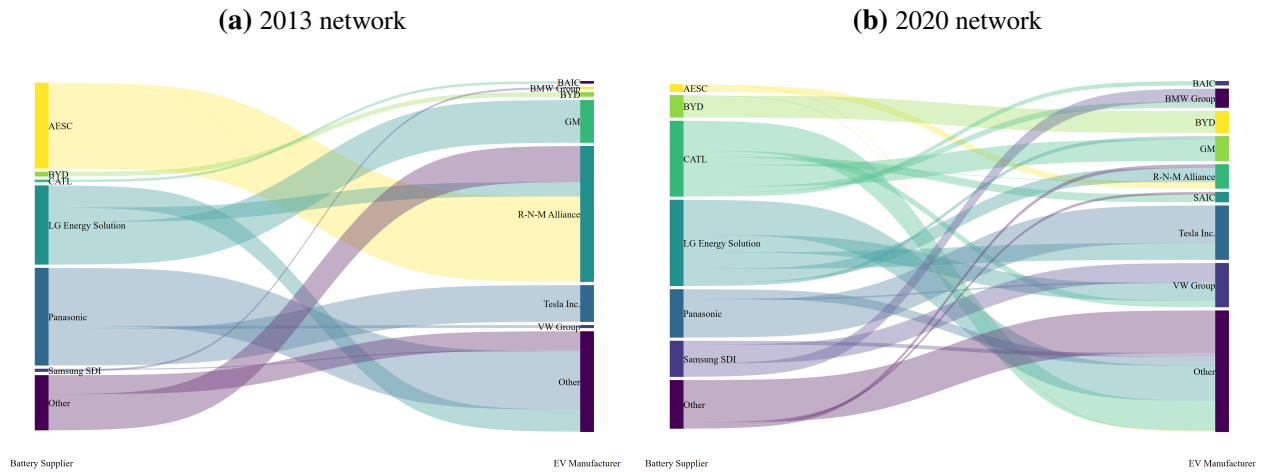 (a) 2013 network
AESC
BYD
CATL
LG Energy Solution
Panasonic
Samsung SDI
Other
BAIC
BMW Group
BYD
GM
R-N-M Alliance
Tesla Inc.
VW Group
Other
Battery Supplier
EV Manufacturer
(b) 2020 network
AESC
BYD
CATL
LG Energy Solution
Panasonic
Samsung SDI
Other
BAIC
BMW Group
BYD
GM
R-N-M Alliance
SAIC
Tesla Inc.
VW Group
Other
Battery Supplier
EV Manufacturer